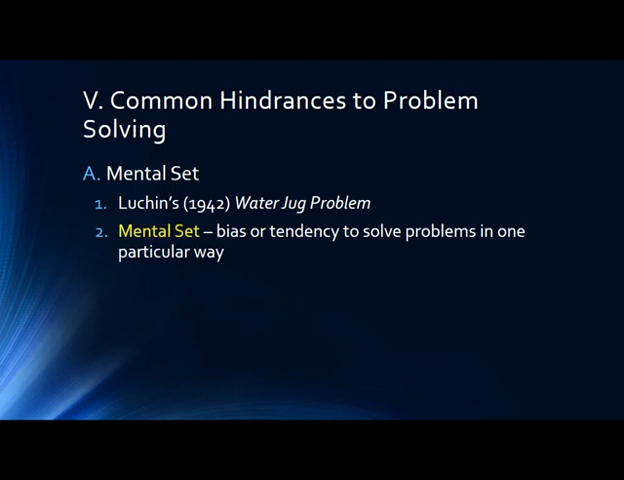 V. Common Hindrances to Problem
Solving
A. Mental Set
1. Luchin's (1942) Water Jug Problem
2. Mental Set – bias or tendency to solve problems in one
particular way